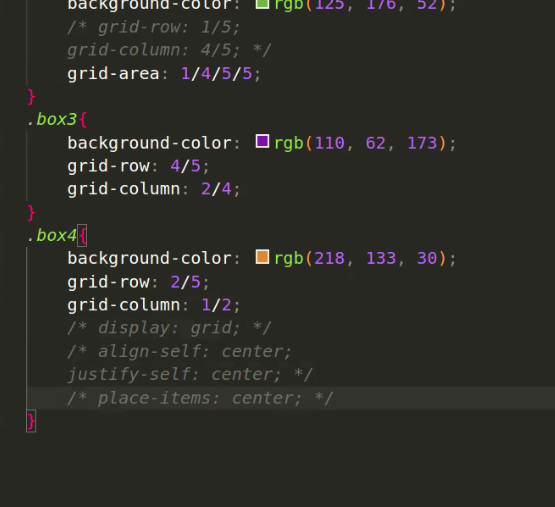 background-color: rgb(125, 176, 52);
/* grid-row: 1/5;
grid-column: 4/5; */
grid-area: 1/4/5/5;
}
.box3{
background-color: rgb(110, 62, 173);
grid-row: 4/5;
grid-column: 2/4;
}
.box4{
background-color: rgb(218, 133, 30);
grid-row: 2/5;
grid-column: 1/2;
/* display: grid; */
/* align-self: center;
justify-self: center; */
/* place-items: center; */
}